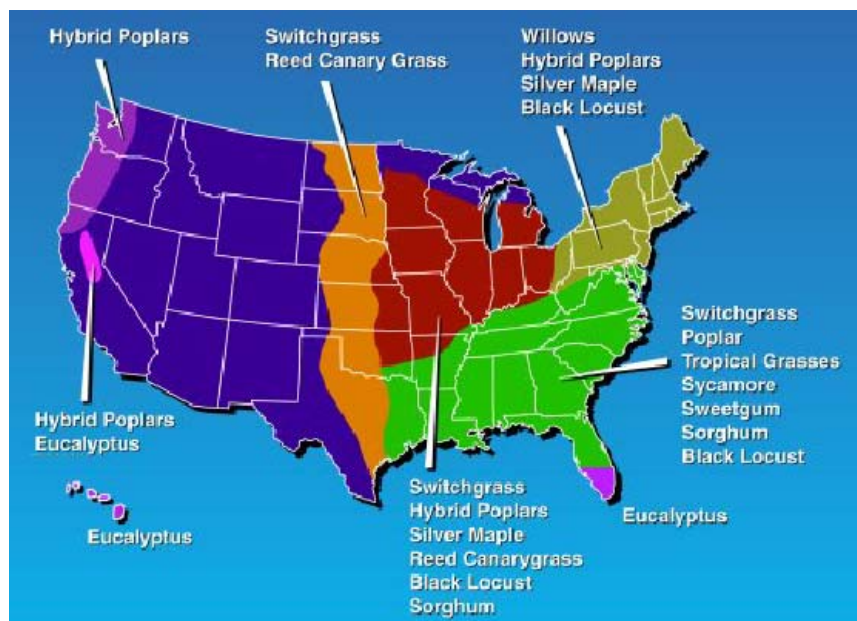 Hybrid Poplars
Switchgrass
Reed Canary Grass
Willows
Hybrid Poplars
Silver Maple
Black Locust
Switchgrass
Poplar
Tropical Grasses
Sycamore
Sweetgum
Sorghum
Black Locust
Hybrid Poplars
Eucalyptus
Eucalyptus
Switchgrass
Hybrid Poplars
Silver Maple
Reed Canarygrass
Black Locust
Sorghum
Eucalyptus